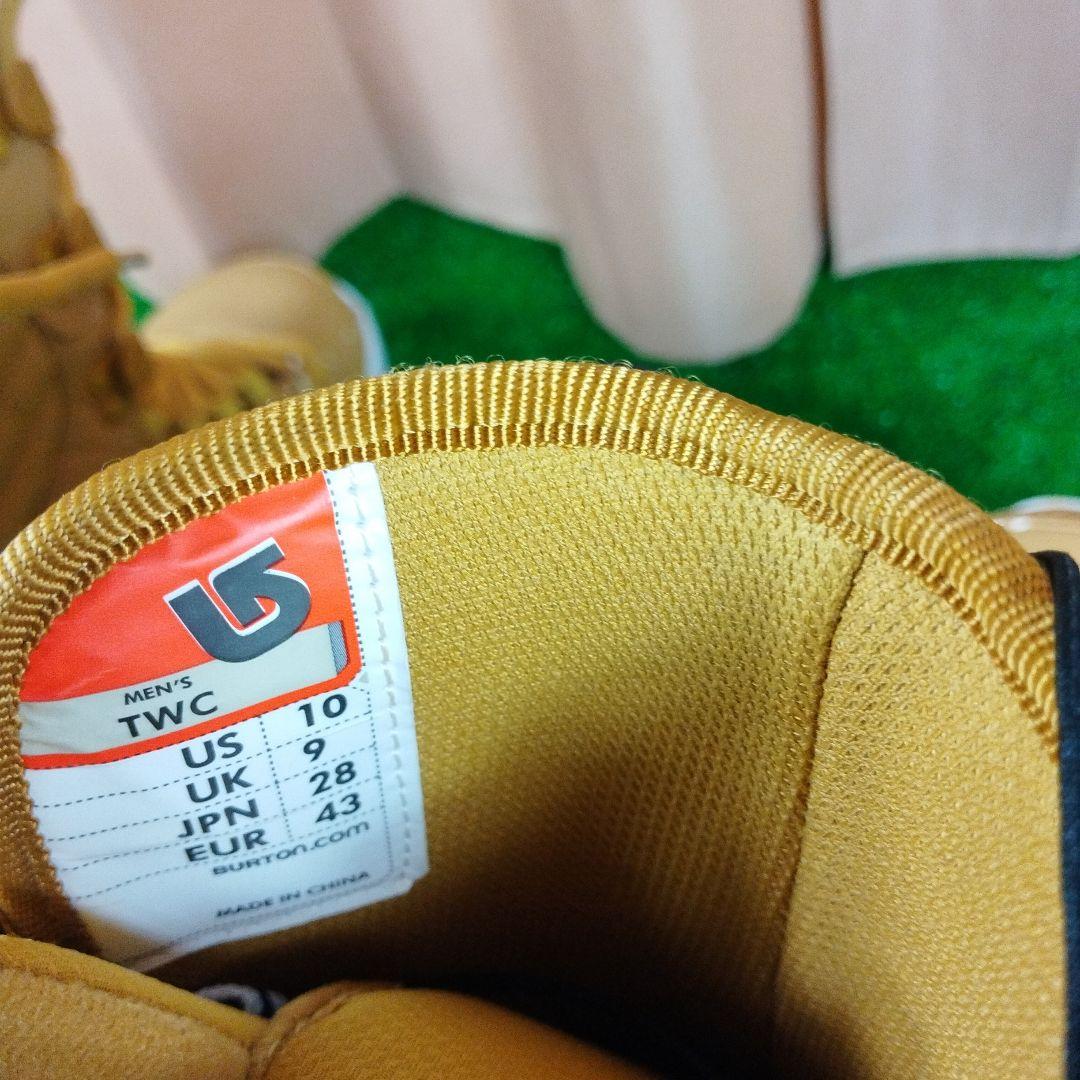 MEN'S
TWC
US 10
UK 9
JPN 28
EUR 43
BURTON.COM
MADE IN CHINA